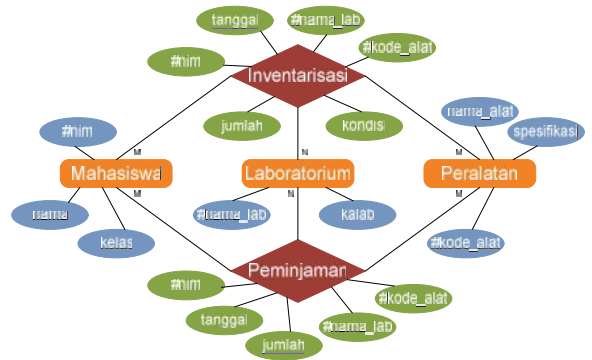 tanggal
#nama_lab
#kode_alat
#nim
Inventarisasi
jumlah
kondisi
nama_alat
#nim
spesifikasi
M
N
M
Mahasiswa
Laboratorium
Peralatan
M
N
M
nama
#nama_lab
kalab
kelas
#kode_alat
Peminjaman
#nim
#kode_alat
tanggal
#nama_lab
jumlah